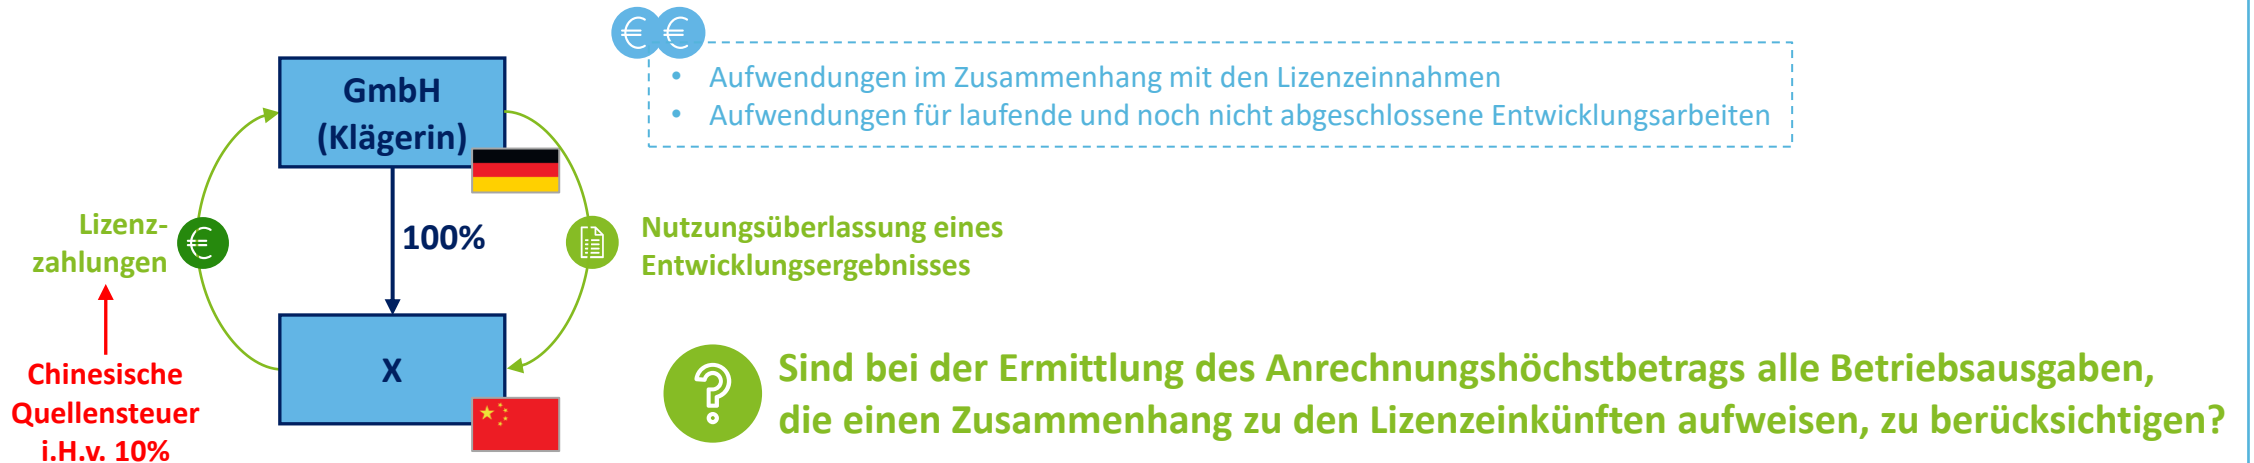 • Aufwendungen im Zusammenhang mit den Lizenzeinnahmen
• Aufwendungen für laufende und noch nicht abgeschlossene Entwicklungsarbeiten
GmbH
(Klägerin)
Lizenz-
zahlungen
100%
Nutzungsüberlassung eines
Entwicklungsergebnisses
X
Chinesische
Quellensteuer
i.H.v. 10%
Sind bei der Ermittlung des Anrechnungshöchstbetrags alle Betriebsausgaben,
die einen Zusammenhang zu den Lizenzeinkünften aufweisen, zu berücksichtigen?